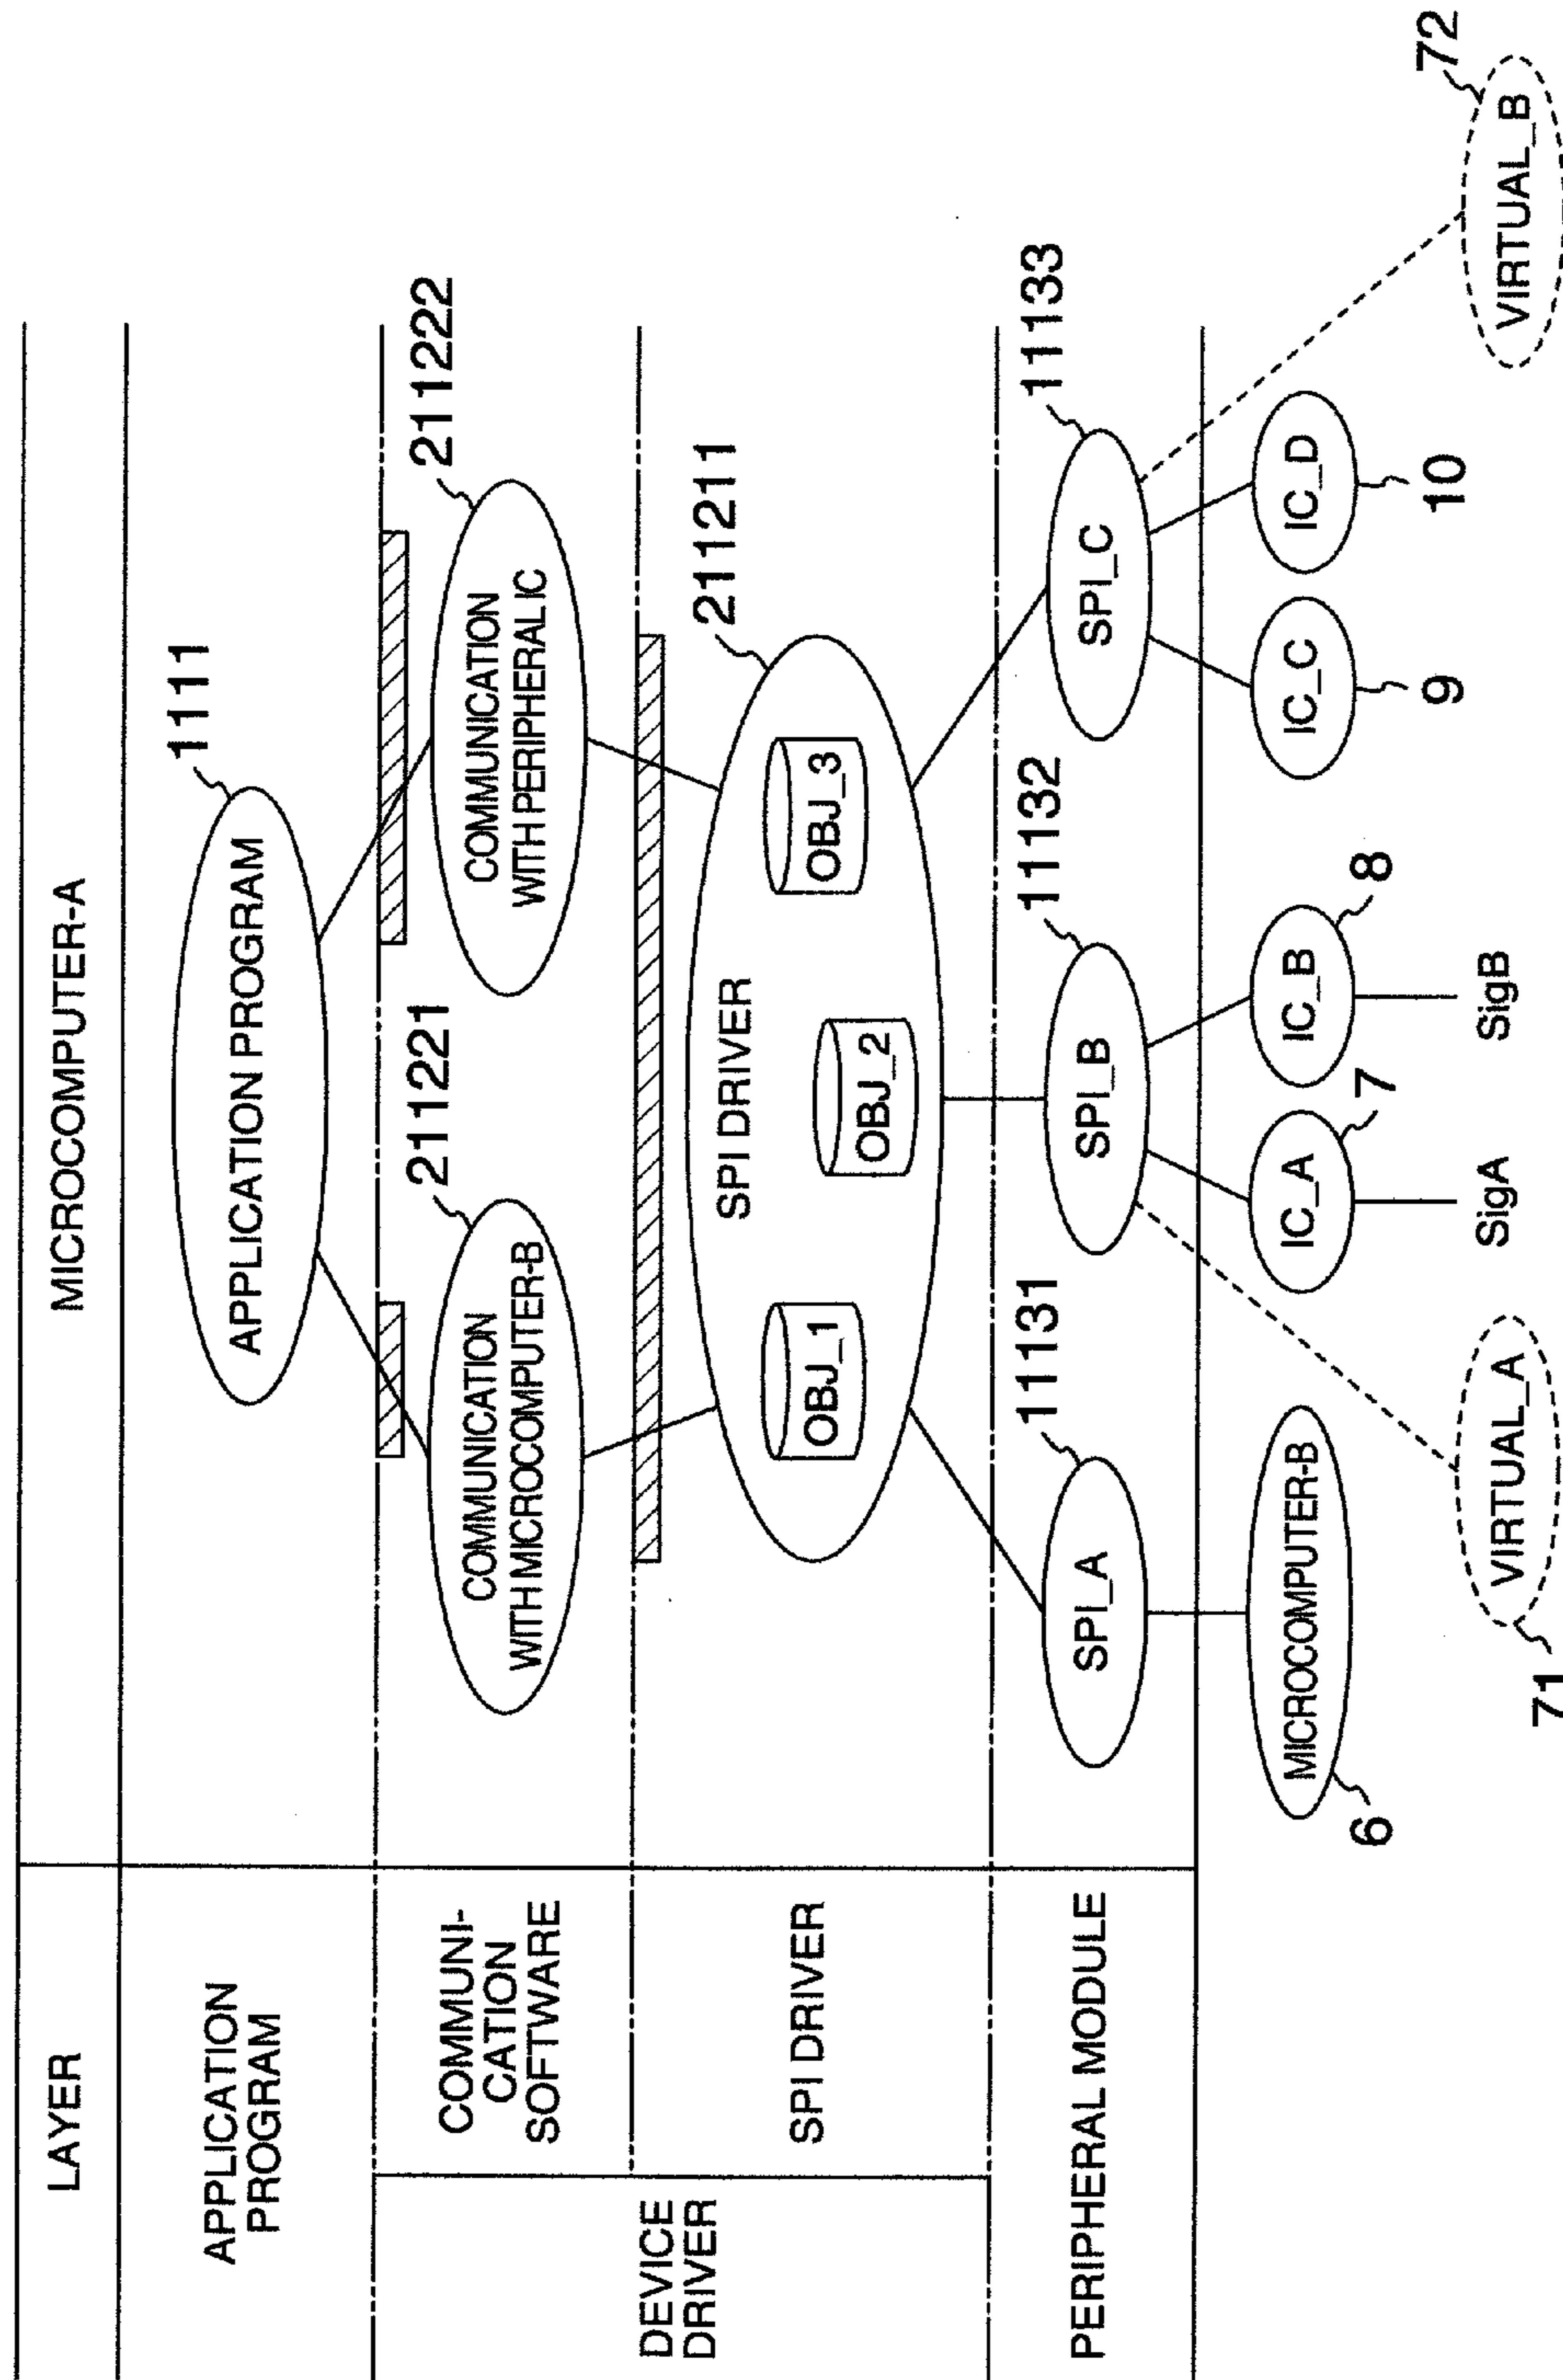 LAYER
MICROCOMPUTER-A
APPLICATION
PROGRAM
1111
APPLICATION PROGRAM
DEVICE
DRIVER
COMMUNI-
CATION
SOFTWARE
211221
COMMUNICATION
WITH MICROCOMPUTER-B
211222
COMMUNICATION
WITH PERIPHERAL IC
SPI DRIVER
211211
SPI DRIVER
OBJ_1
OBJ_2
OBJ_3
PERIPHERAL MODULE
11131
SPI_A
11132
SPI_B
11133
SPI_C
6
MICROCOMPUTER-B
IC_A
7
IC_B
8
IC_C
9
IC_D
10
SigA
SigB
71
VIRTUAL_A
72
VIRTUAL_B